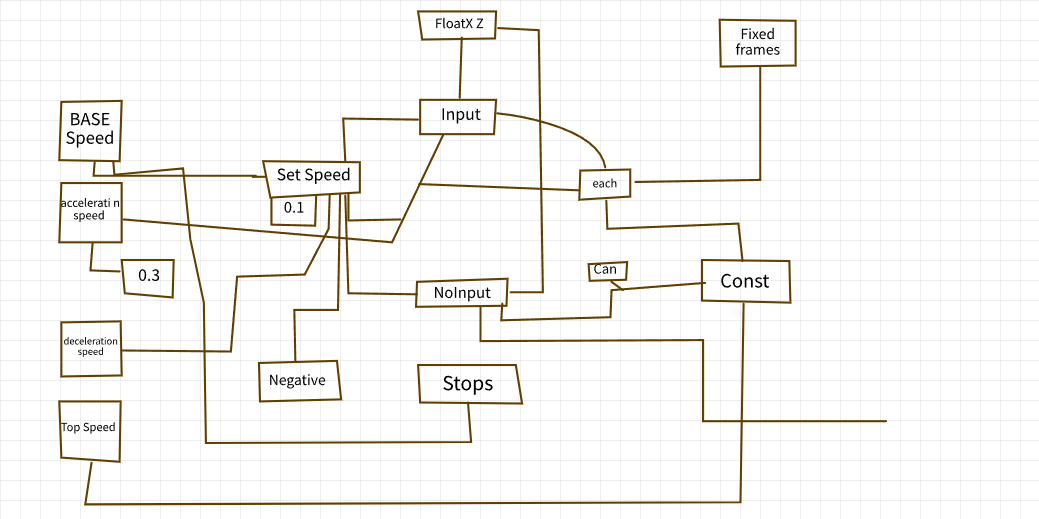 FloatX Z
Fixed
frames
Input
BASE
Speed
Set Speed
each
accelerati n
speed
0.1
0.3
Can
Const
NoInput
deceleration
speed
Negative
Stops
Top Speed